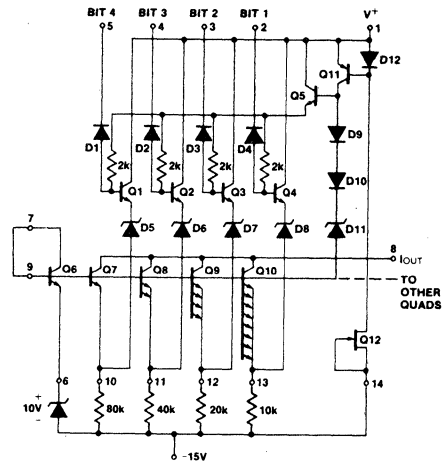 BIT 4 BIT 3 BIT 2 BIT 1 V+
5 4 3 2 1
D12
Q11
Q5
D1 D2 D3 D4 D9
2k 2k 2k 2k
Q1 Q2 Q3 Q4 D10
D5 D6 D7 D8 D11
7 8 IOUT
9 Q6 Q7 Q8 Q9 Q10
TO
OTHER
QUADS
Q12
6 10 11 12 13 14
10V + - 80k 40k 20k 10k
-15V